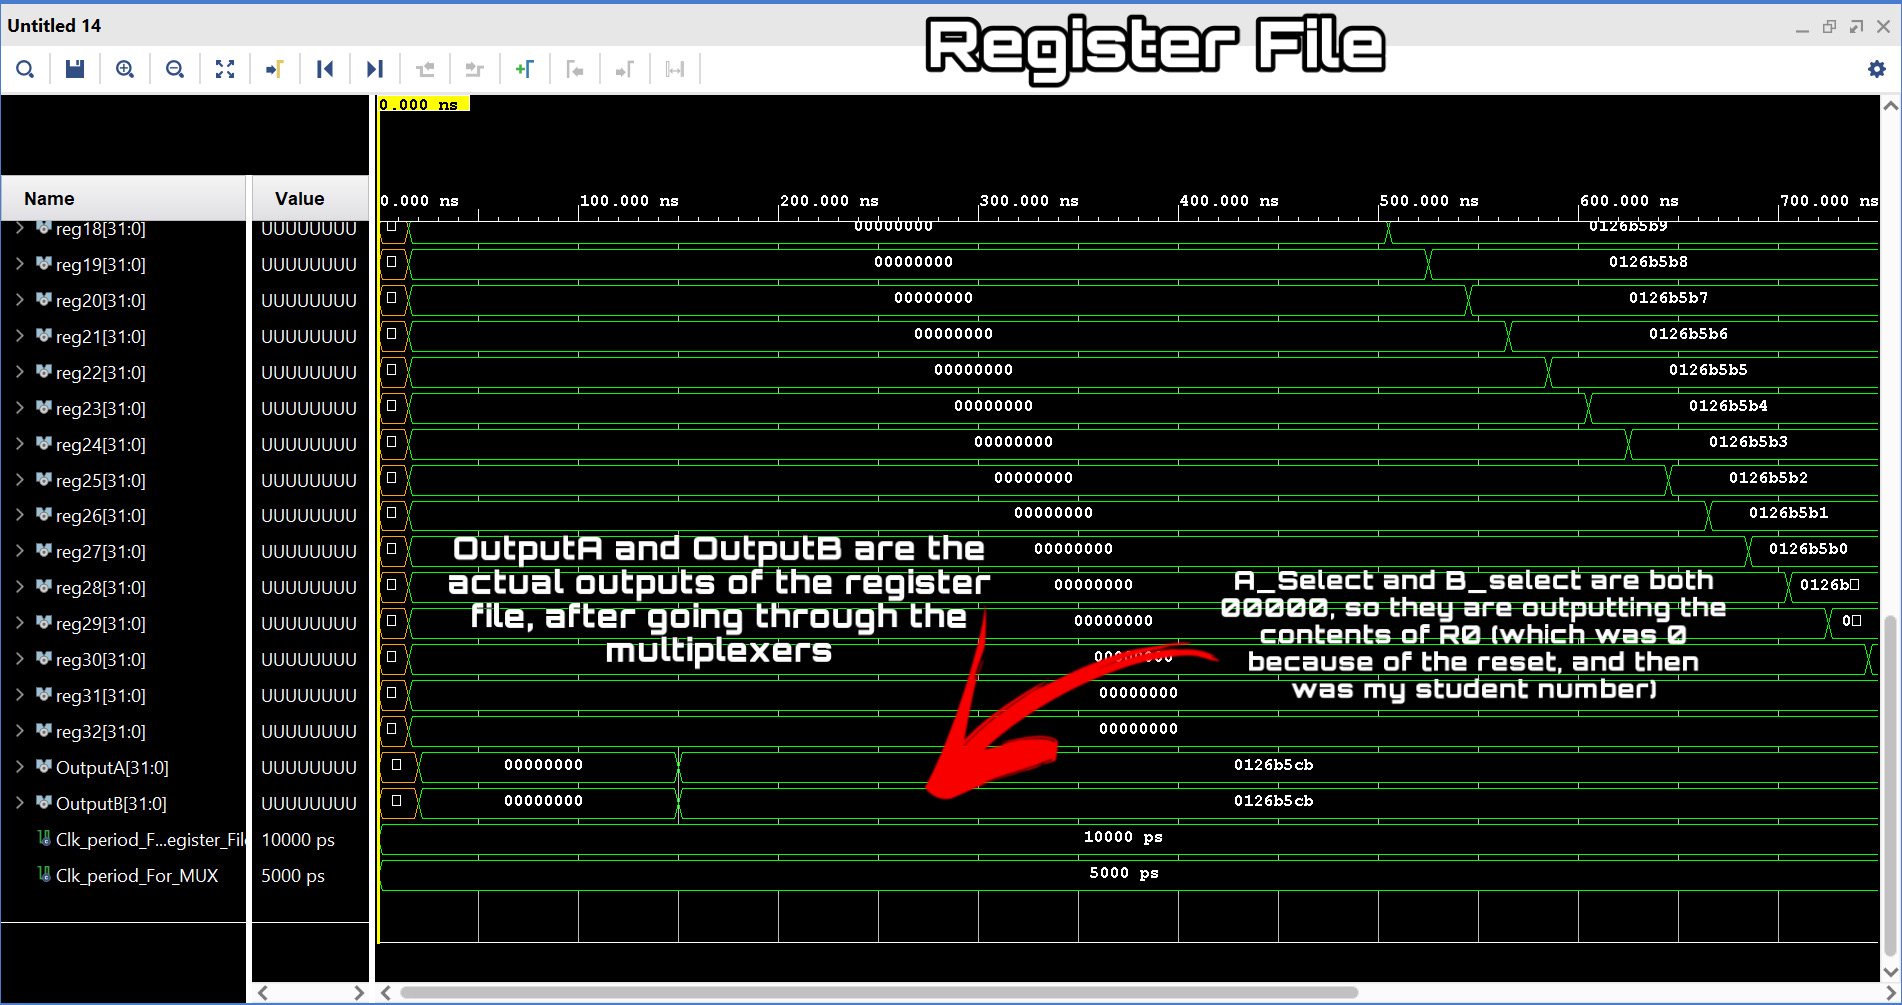 Untitled 14
Register File
0.000 ns
Name Value
0.000 ns 100.000 ns 200.000 ns 300.000 ns 400.000 ns 500.000 ns 600.000 ns 700.000 ns
reg18[31:0] UUUUUUUU 00000000 0126b5b9
reg19[31:0] UUUUUUUU 00000000 0126b5b8
reg20[31:0] UUUUUUUU 00000000 0126b5b7
reg21[31:0] UUUUUUUU 00000000 0126b5b6
reg22[31:0] UUUUUUUU 00000000 0126b5b5
reg23[31:0] UUUUUUUU 00000000 0126b5b4
reg24[31:0] UUUUUUUU 00000000 0126b5b3
reg25[31:0] UUUUUUUU 00000000 0126b5b2
reg26[31:0] UUUUUUUU 00000000 0126b5b1
reg27[31:0] UUUUUUUU 00000000 0126b5b0
reg28[31:0] UUUUUUUU 00000000 0126b
reg29[31:0] UUUUUUUU 00000000 0
reg30[31:0] UUUUUUUU 00000000
reg31[31:0] UUUUUUUU 00000000
reg32[31:0] UUUUUUUU 00000000
OutputA[31:0] UUUUUUUU 00000000 0126b5cb
OutputB[31:0] UUUUUUUU 00000000 0126b5cb
Clk_period_F...egister_File 10000 ps 10000 ps
Clk_period_For_MUX 5000 ps 5000 ps
OutputA and OutputB are the
actual outputs of the register
file, after going through the
multiplexers
A_Select and B_select are both
00000, so they are outputting the
contents of R0 (which was 0
because of the reset, and then
was my student number)